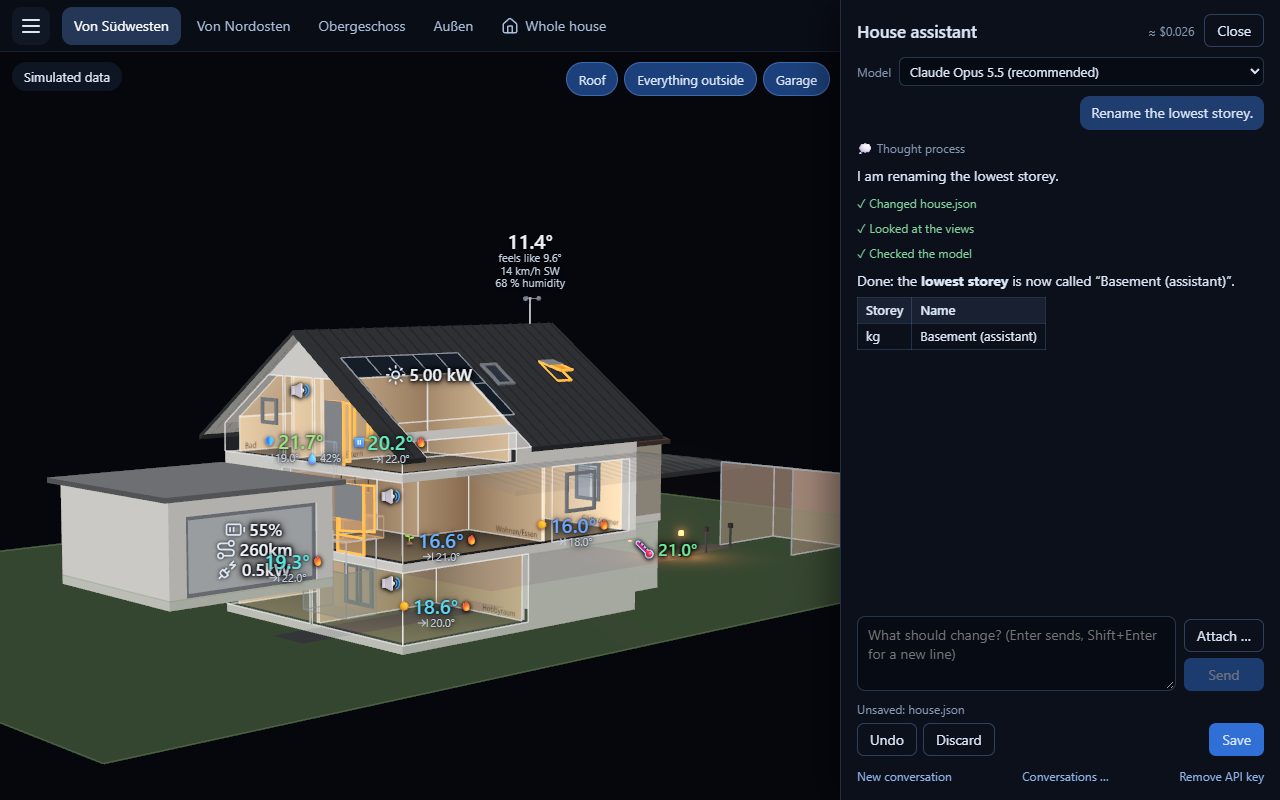 Von Südwesten
Von Nordosten
Obergeschoss
Außen
Whole house
Simulated data
Roof
Everything outside
Garage
11.4°
feels like 9.6°
14 km/h SW
68 % humidity
5.00 kW
Bad
21.7°
19.0°
42%
20.2°
22.0°
55%
260km
0.5kW
19.3°
22.0°
16.6°
21.0°
Wohnen/Essen
16.0°
18.0°
21.0°
18.6°
20.0°
Hobbyraum
House assistant
≈ $0.026
Close
Model
Claude Opus 5.5 (recommended)
Rename the lowest storey.
Thought process
I am renaming the lowest storey.
✓ Changed house.json
✓ Looked at the views
✓ Checked the model
Done: the lowest storey is now called “Basement (assistant)”.
Storey Name
kg Basement (assistant)
What should change? (Enter sends, Shift+Enter
for a new line)
Attach ...
Send
Unsaved: house.json
Undo
Discard
Save
New conversation
Conversations ...
Remove API key